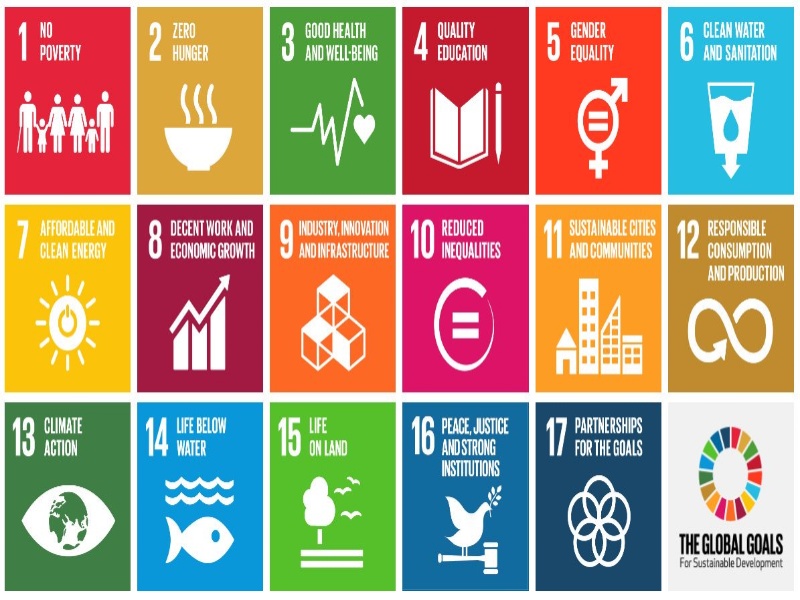 1 NO
POVERTY
2 ZERO
HUNGER
3 GOOD HEALTH
AND WELL-BEING
4 QUALITY
EDUCATION
5 GENDER
EQUALITY
6 CLEAN WATER
AND SANITATION
7 AFFORDABLE AND
CLEAN ENERGY
8 DECENT WORK AND
ECONOMIC GROWTH
9 INDUSTRY, INNOVATION
AND INFRASTRUCTURE
10 REDUCED
INEQUALITIES
11 SUSTAINABLE CITIES
AND COMMUNITIES
12 RESPONSIBLE
CONSUMPTION
AND PRODUCTION
13 CLIMATE
ACTION
14 LIFE BELOW
WATER
15 LIFE
ON LAND
16 PEACE, JUSTICE
AND STRONG
INSTITUTIONS
17 PARTNERSHIPS
FOR THE GOALS
THE GLOBAL GOALS
For Sustainable Development